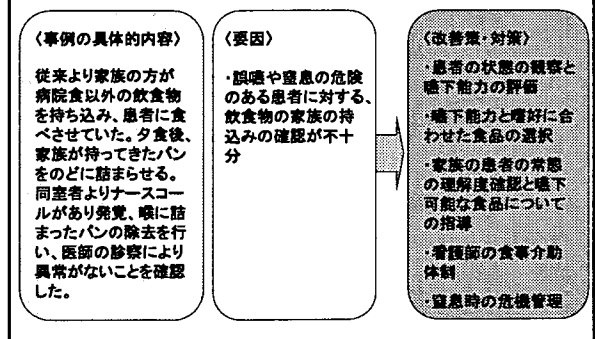 〈事例の具体的内容〉
従来より家族の方が
病院食以外の飲食物
を持ち込み、患者に食
べさせていた。夕食後、
家族が持ってきたパン
をのどに詰まらせる。
同室者よりナースコー
ルがあり発覚、喉に詰
まったパンの除去を行
い、医師の診察により
異常がないことを確認
した。
〈要因〉
・誤嚥や窒息の危険
のある患者に対する、
飲食物の家族の持
込みの確認が不十
分
〈改善策・対策〉
・患者の状態の観察と
嚥下能力の評価
・嚥下能力と嗜好に合
わせた食品の選択
・家族の患者の常態
の理解度確認と嚥下
可能な食品について
の指導
・看護師の食事介助
体制
・窒息時の危機管理